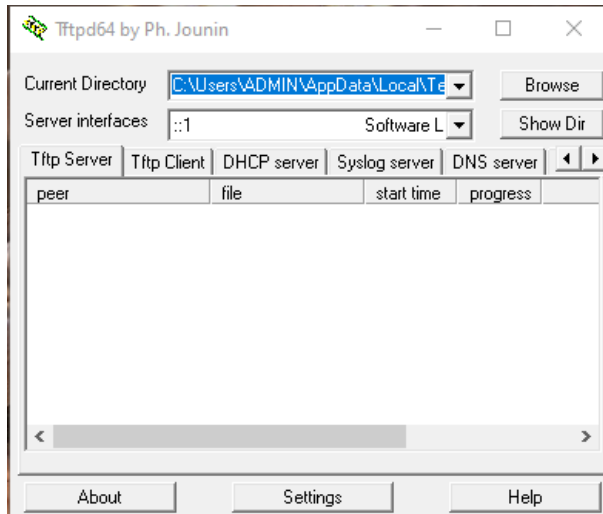 Tftpd64 by Ph. Jounin
Current Directory C:\Users\ADMIN\AppData\Local\Te Browse
Server interfaces ::1 Software L Show Dir
Tftp Server Tftp Client DHCP server Syslog server DNS server
peer file start time progress
About Settings Help